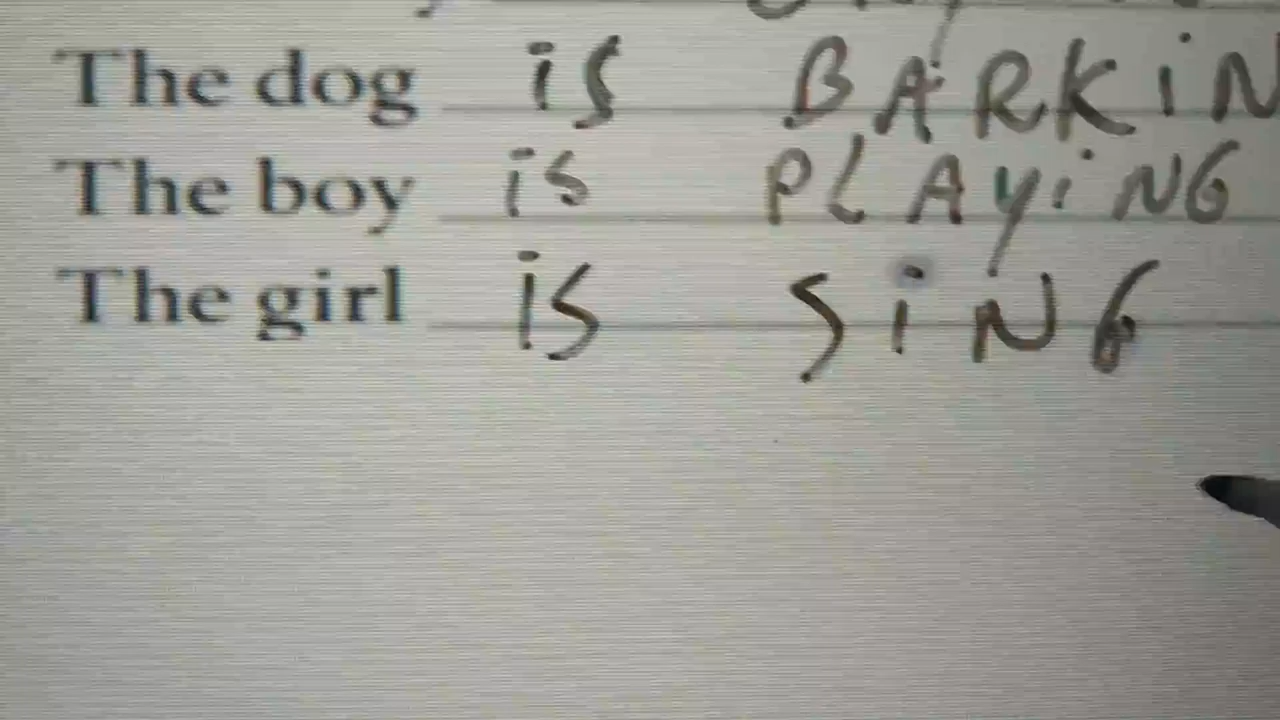 The dog is BARKiN
The boy is PLAYiNG
The girl is SiNG